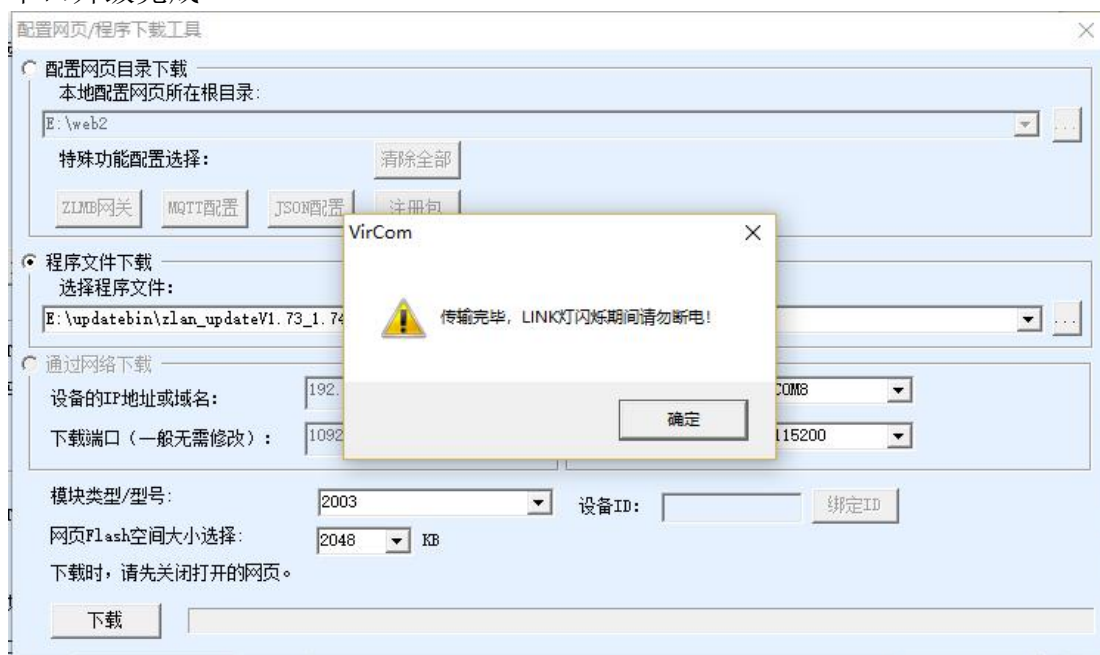 配置网页/程序下载工具
配置网页目录下载
本地配置网页所在根目录:
E:\web2
...
特殊功能配置选择：
清除全部
ZLMB网关
MQTT配置
JSON配置
注册包
VirCom
传输完毕，LINK灯闪烁期间请勿断电!
确定
程序文件下载
选择程序文件：
E:\updatebin\zlan_updateV1.73_1.74
...
通过网络下载
设备的IP地址或域名：
192.
COM8
下载端口（一般无需修改）：
1092
115200
模块类型/型号:
2003
设备ID：
绑定ID
网页Flash空间大小选择:
2048
KB
下载时，请先关闭打开的网页。
下载